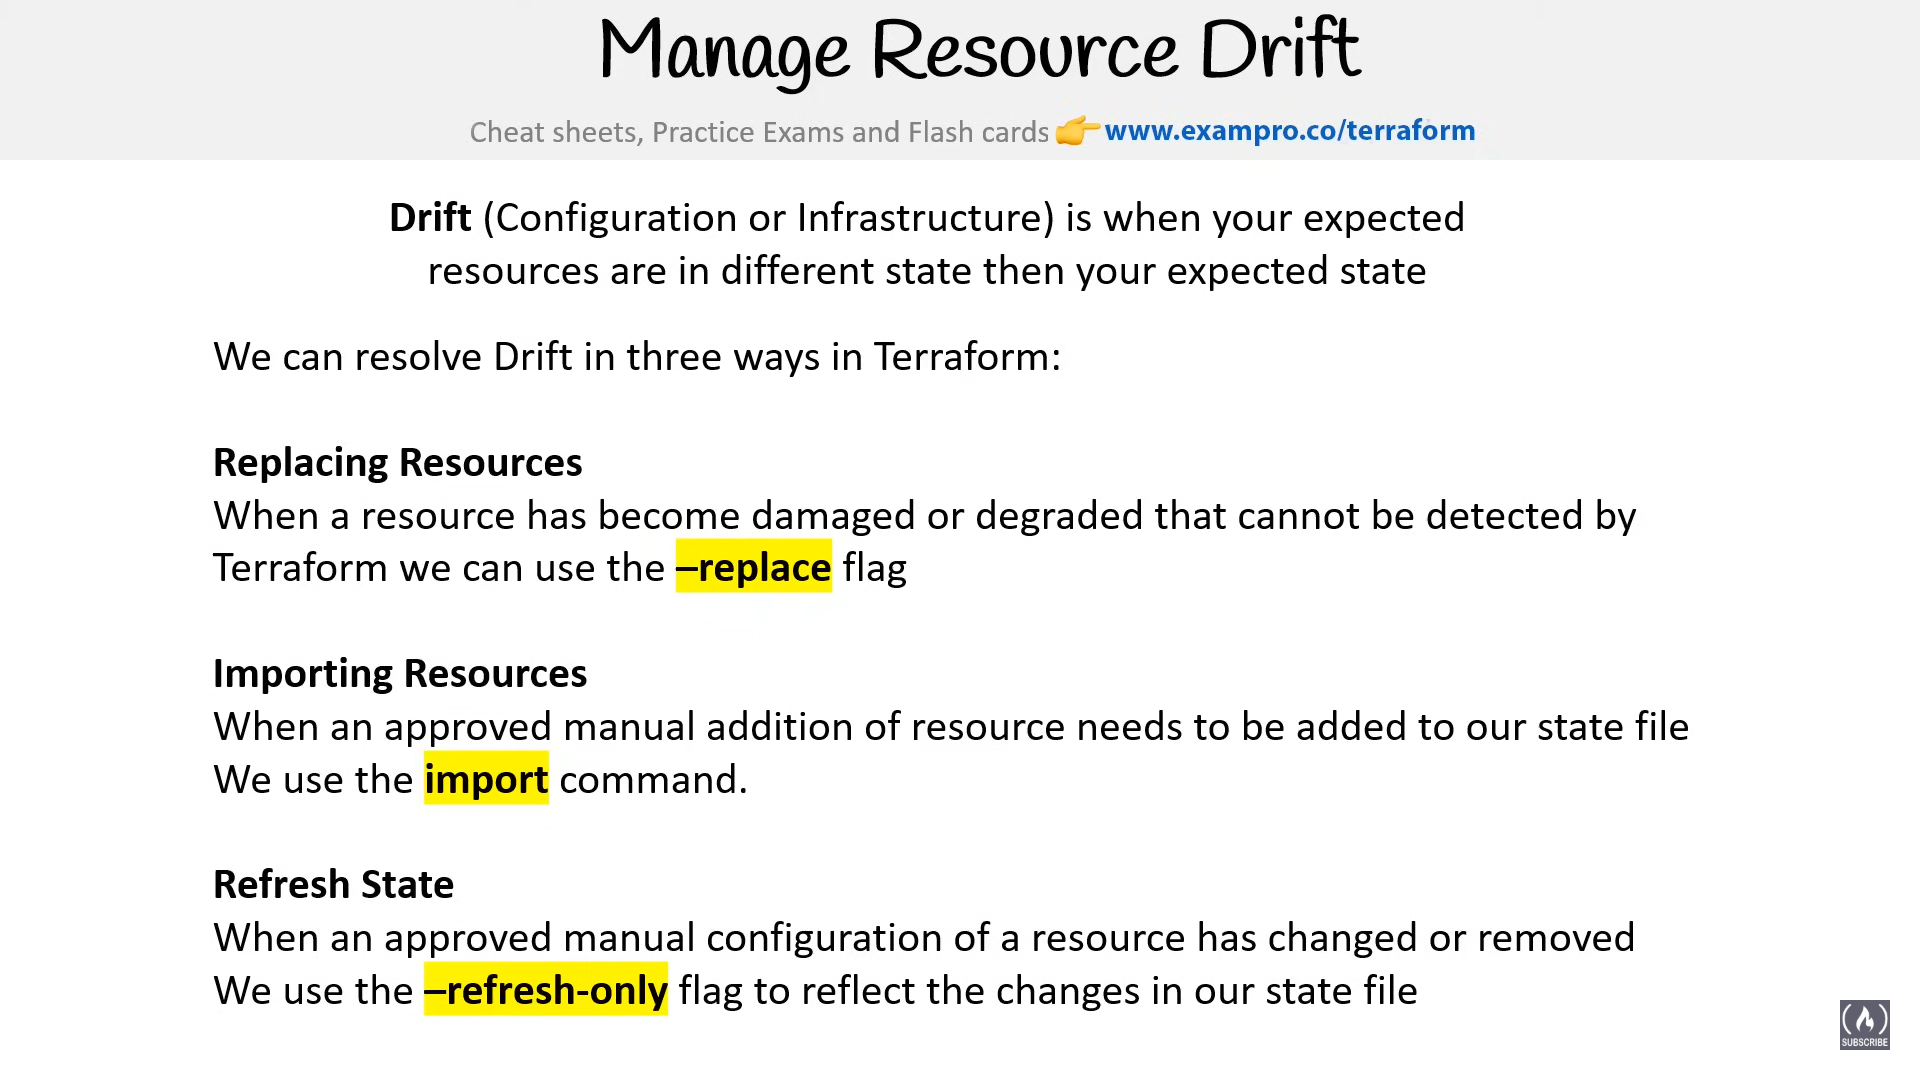 Manage Resource Drift
Cheat sheets, Practice Exams and Flash cards 👉 www.exampro.co/terraform
Drift (Configuration or Infrastructure) is when your expected
resources are in different state then your expected state
We can resolve Drift in three ways in Terraform:
Replacing Resources
When a resource has become damaged or degraded that cannot be detected by
Terraform we can use the –replace flag
Importing Resources
When an approved manual addition of resource needs to be added to our state file
We use the import command.
Refresh State
When an approved manual configuration of a resource has changed or removed
We use the –refresh-only flag to reflect the changes in our state file
SUBSCRIBE